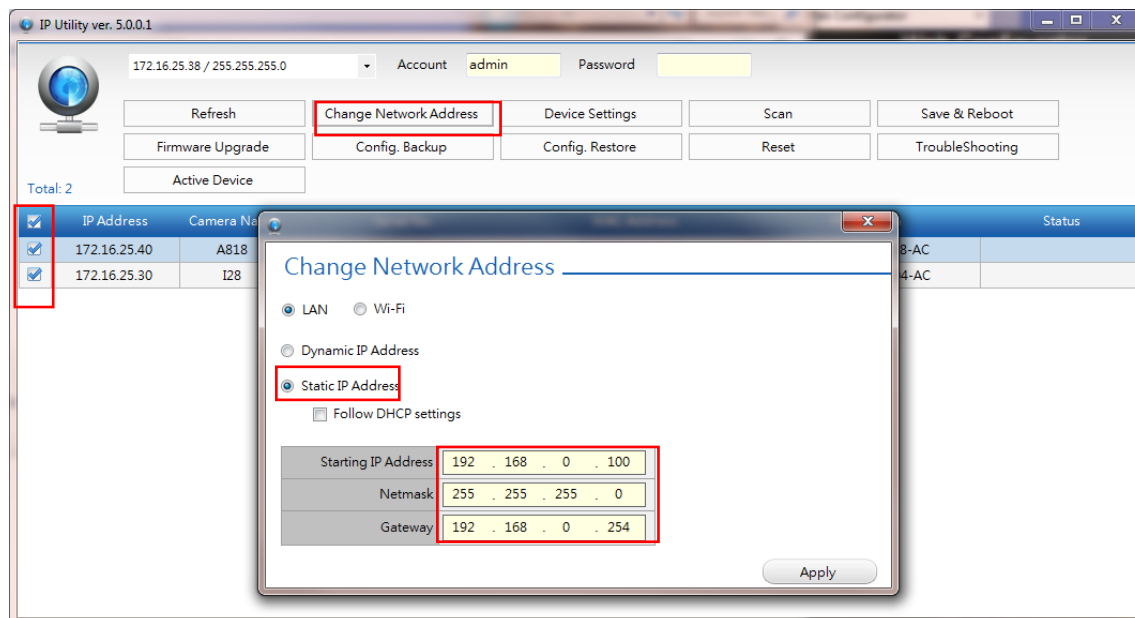 IP Utility ver. 5.0.0.1
172.16.25.38 / 255.255.255.0 Account admin Password
Refresh Change Network Address Device Settings Scan Save & Reboot
Firmware Upgrade Config. Backup Config. Restore Reset TroubleShooting
Active Device
Total: 2
IP Address Camera Na Status
172.16.25.40 A818 8-AC
172.16.25.30 I28 4-AC
Change Network Address
LAN Wi-Fi
Dynamic IP Address
Static IP Address
Follow DHCP settings
Starting IP Address 192 . 168 . 0 . 100
Netmask 255 . 255 . 255 . 0
Gateway 192 . 168 . 0 . 254
Apply